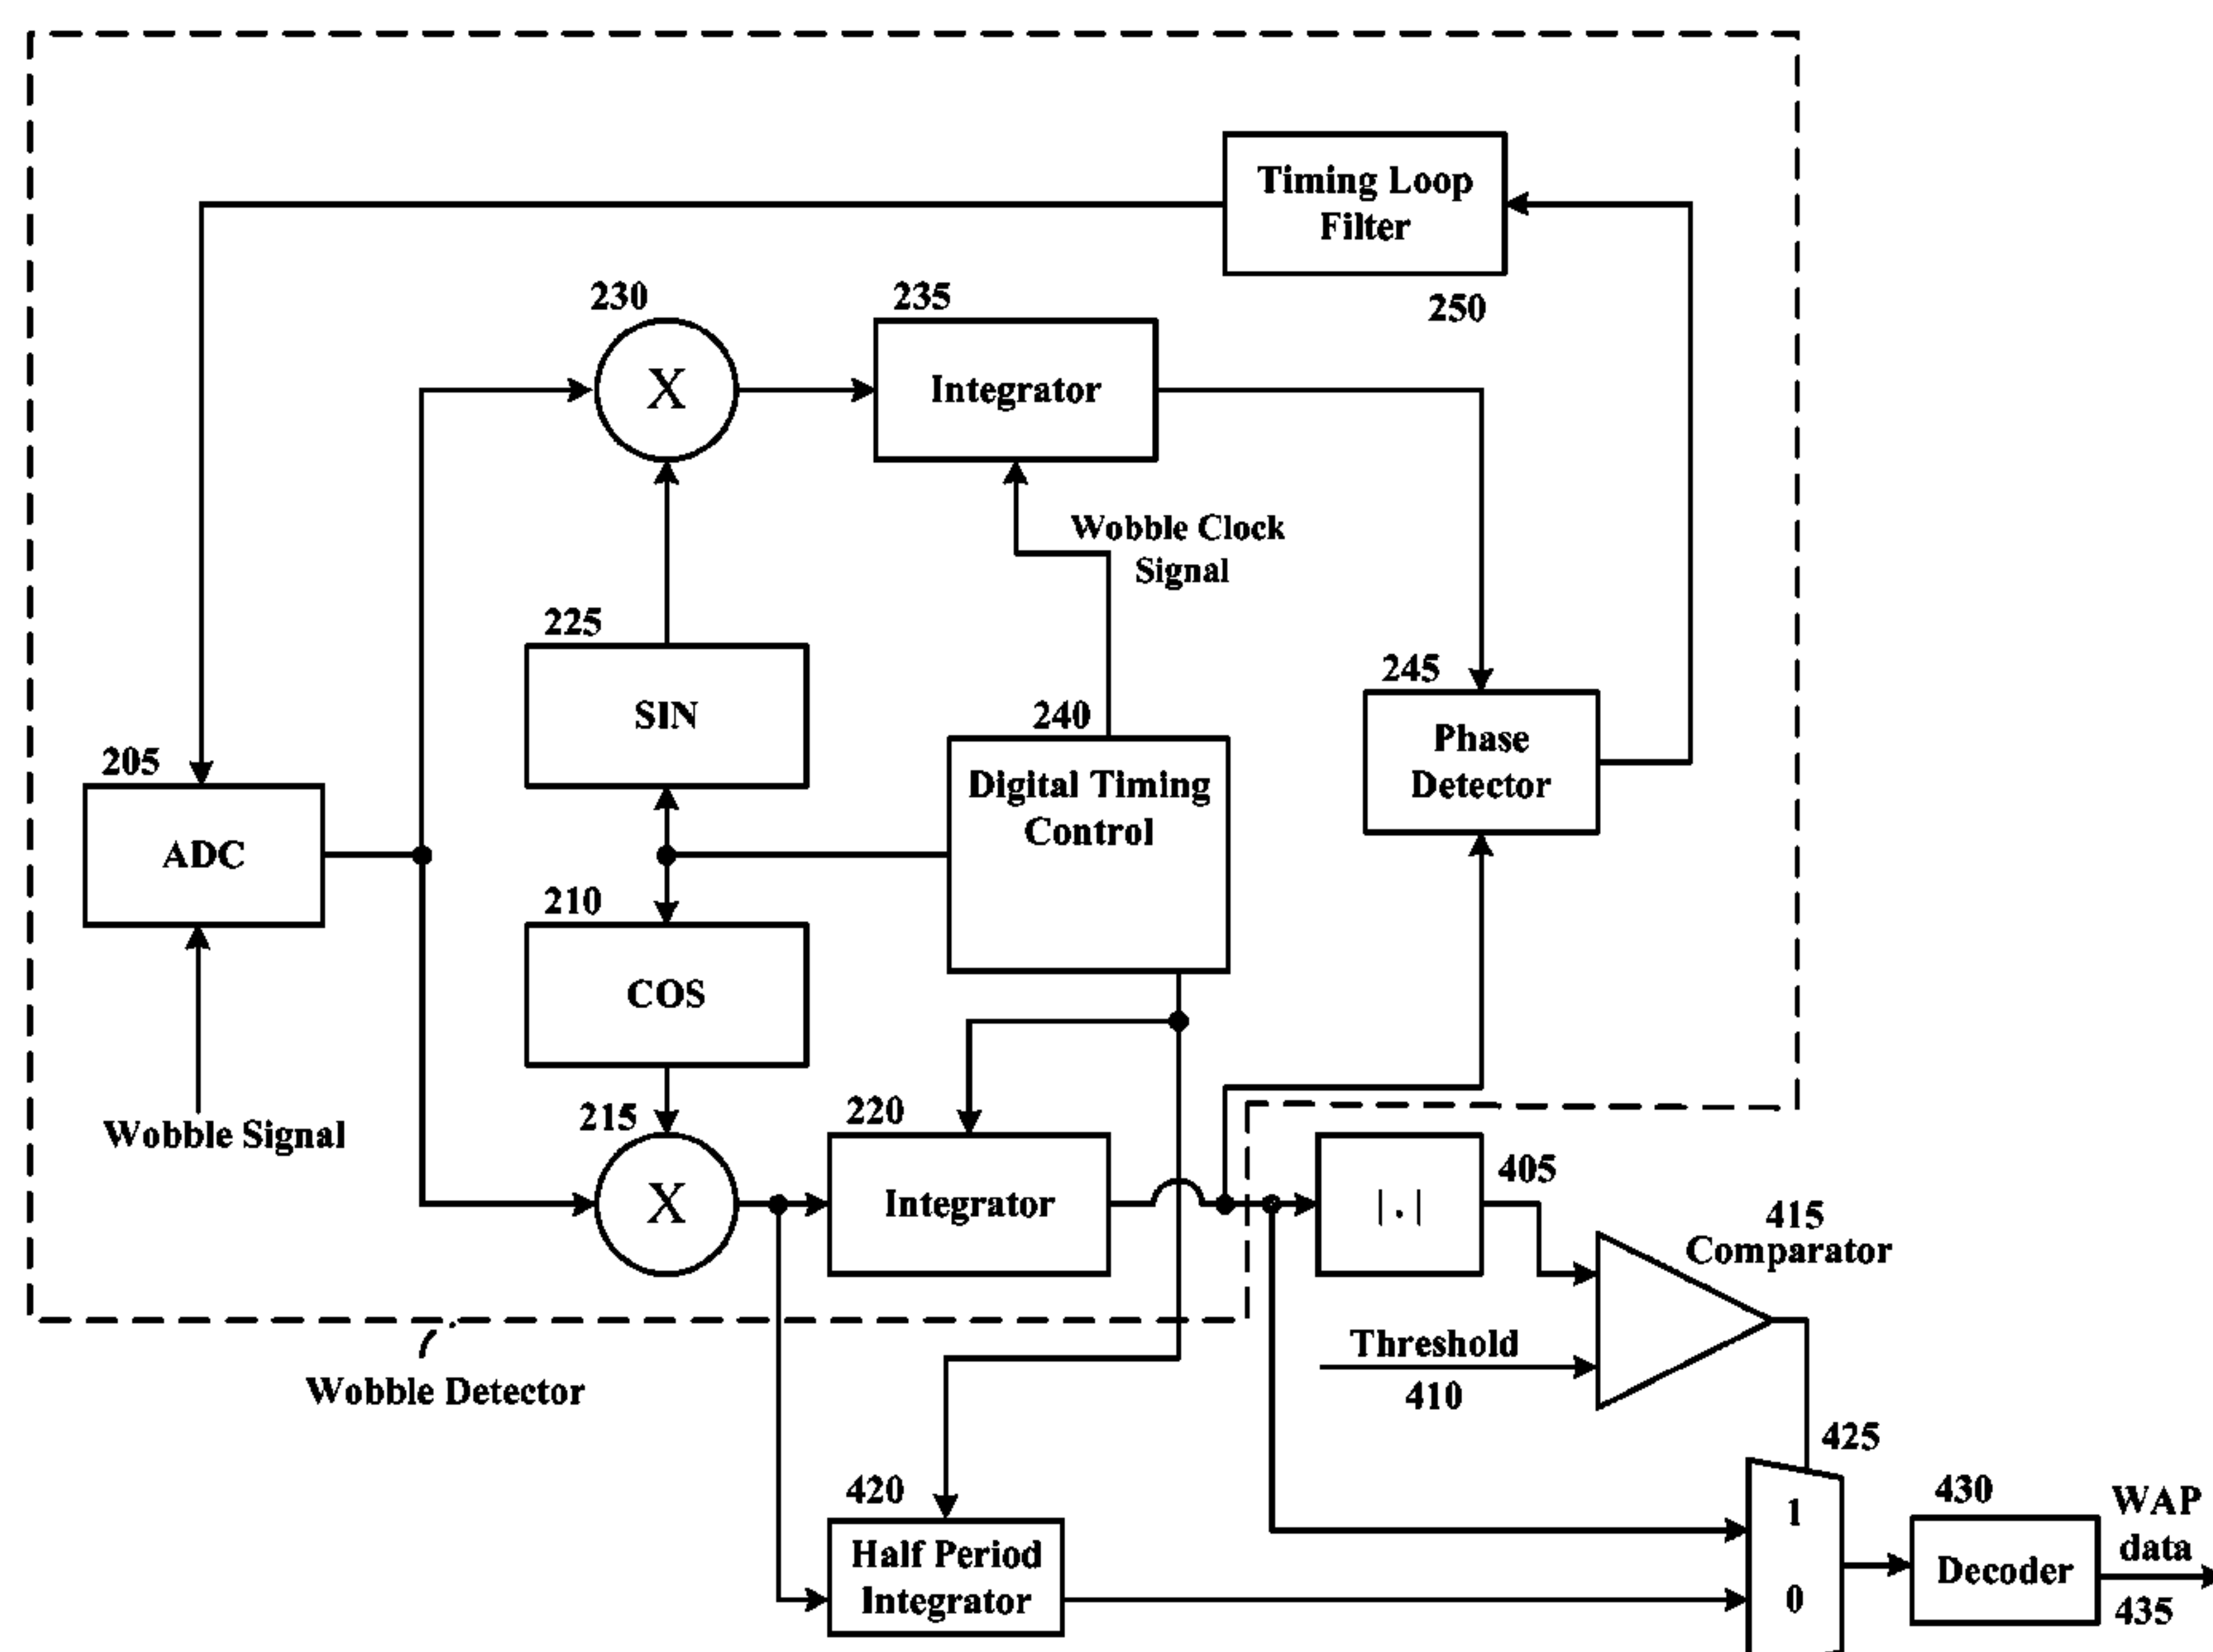 Timing Loop
Filter
250
230
235
X
Integrator
Wobble Clock
Signal
225
SIN
245
Phase
Detector
240
Digital Timing
Control
205
ADC
210
COS
Wobble Signal
215
X
220
Integrator
|.|
405
415
Comparator
Threshold
410
Wobble Detector
425
420
Half Period
Integrator
1
0
430
Decoder
WAP
data
435